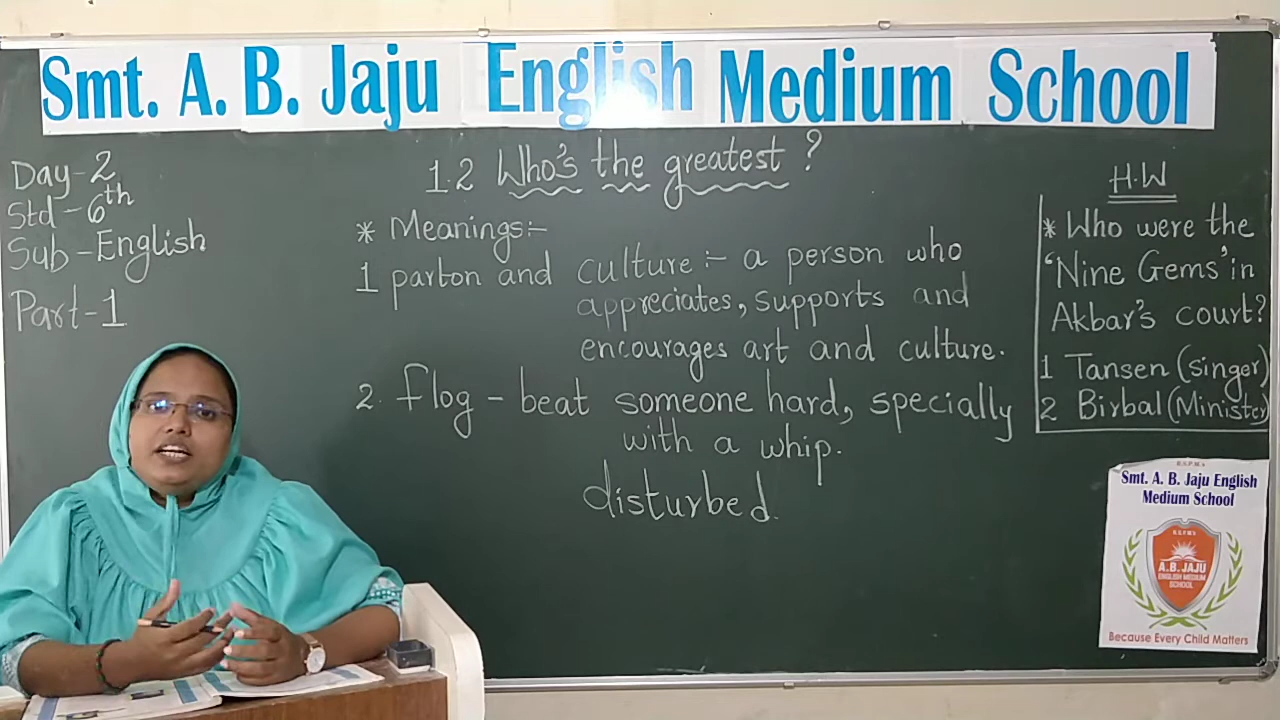 Smt. A. B. Jaju English Medium School
Day-2
Std-6th
Sub-English
Part-1
1.2 Who's the greatest ?
* Meanings:-
1 parton and culture:- a person who
appreciates, supports and
encourages art and culture.
2. flog - beat someone hard, specially
with a whip.
disturbed.
H.W
* Who were the
'Nine Gems' in
Akbar's court?
1 Tansen (singer)
2 Birbal (Minister)
Smt. A. B. Jaju English
Medium School
A.B. JAJU
ENGLISH MEDIUM
SCHOOL
Because Every Child Matters